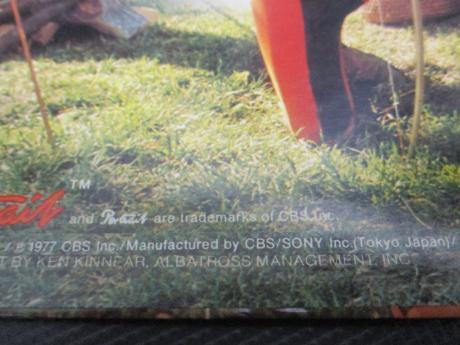 TM
and Portrait are trademarks of CBS Inc.
/ ℗ 1977 CBS Inc./Manufactured by CBS/SONY Inc.(Tokyo Japan)/
T BY KEN KINNEAR, ALBATROSS MANAGEMENT, INC